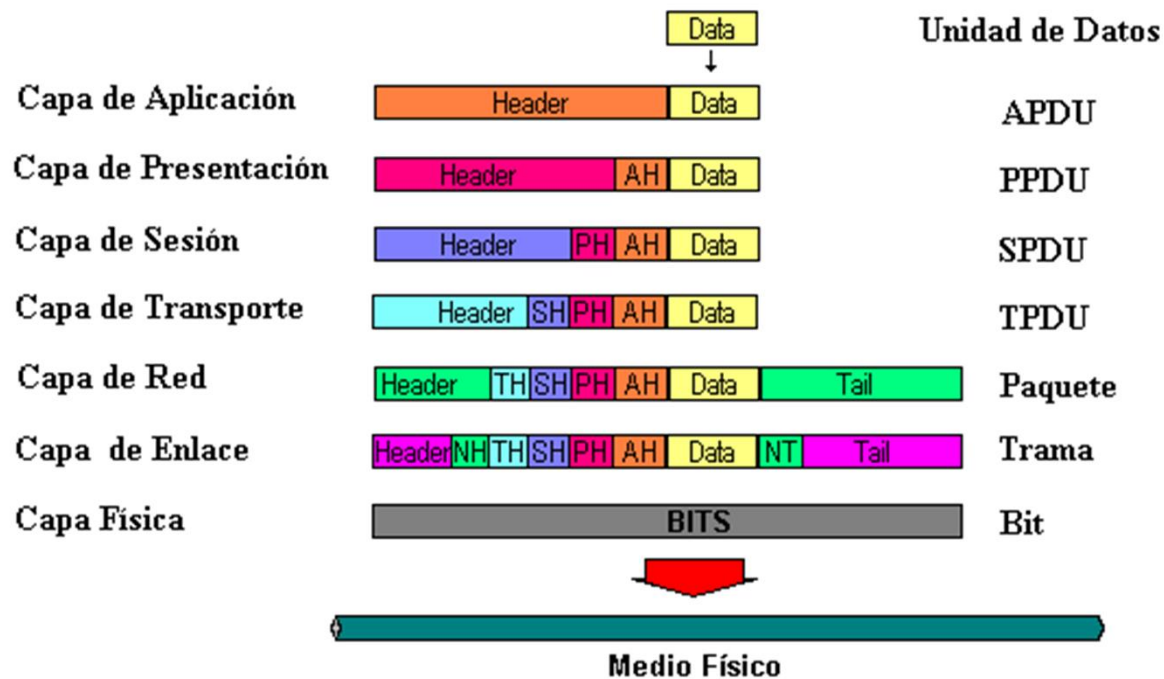 Data Unidad de Datos
Capa de Aplicación Header Data APDU
Capa de Presentación Header AH Data PPDU
Capa de Sesión Header PH AH Data SPDU
Capa de Transporte Header SH PH AH Data TPDU
Capa de Red Header TH SH PH AH Data Tail Paquete
Capa de Enlace Header NH TH SH PH AH Data NT Tail Trama
Capa Física BITS Bit
Medio Físico